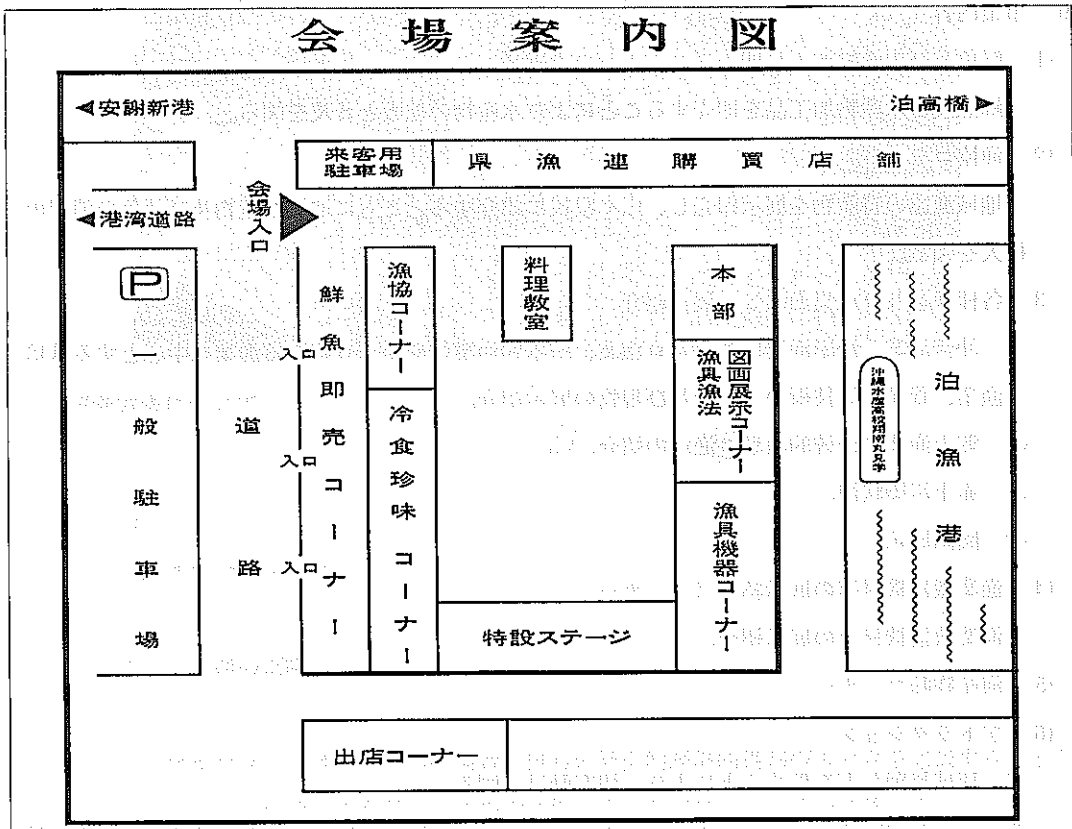 会場案内図
◀安謝新港
泊高橋▶
来客用
駐車場
県漁連購買店舗
会場入口
◀港湾道路
P
一般駐車場
道路
入口
入口
入口
鮮魚即売コーナー
漁協コーナー
冷食珍味コーナー
料理教室
本部
図画展示コーナー
漁具漁法
漁具機器コーナー
特設ステージ
沖縄水産高校翔南丸見学
泊漁港
出店コーナー